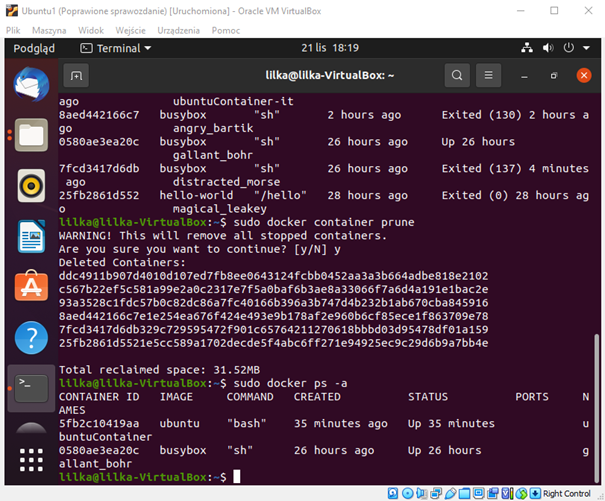 Ubuntu1 (Poprawione sprawozdanie) [Uruchomiona] - Oracle VM VirtualBox
Plik Maszyna Widok Wejście Urządzenia Pomoc
Podgląd Terminal 21 lis 18:19
lilka@lilka-VirtualBox: ~
ago ubuntuContainer-it
8aed442166c7 busybox "sh" 2 hours ago Exited (130) 2 hours a
go angry_bartik
0580ae3ea20c busybox "sh" 26 hours ago Up 26 hours
gallant_bohr
7fcd3417d6db busybox "sh" 26 hours ago Exited (137) 4 minutes
ago distracted_morse
25fb2861d552 hello-world "/hello" 28 hours ago Exited (0) 28 hours ag
o magical_leakey
lilka@lilka-VirtualBox:~$ sudo docker container prune
WARNING! This will remove all stopped containers.
Are you sure you want to continue? [y/N] y
Deleted Containers:
ddc4911b907d4010d107ed7fb8ee0643124fcbb0452aa3a3b664adbe818e2102
c567b22ef5c581a99e2a0c2317e7f5a0baf6b3ae8a33066f7a6d4a191e1bac2e
93a3528c1fdc57b0c82dc86a7fc40166b396a3b747d4b232b1ab670cba845916
8aed442166c7e1e254ea676f424e493e9b178af2e960b6cf85ece1f863709e78
7fcd3417d6db329c729595472f901c65764211270618bbbd03d95478df01a159
25fb2861d5521e5cc589a1702decde5f4abc6ff271e94925ec9c29d6b9a7bb4e
Total reclaimed space: 31.52MB
lilka@lilka-VirtualBox:~$ sudo docker ps -a
CONTAINER ID IMAGE COMMAND CREATED STATUS PORTS N
AMES
5fb2c10419aa ubuntu "bash" 35 minutes ago Up 35 minutes u
buntuContainer
0580ae3ea20c busybox "sh" 26 hours ago Up 26 hours g
allant_bohr
lilka@lilka-VirtualBox:~$
Right Control